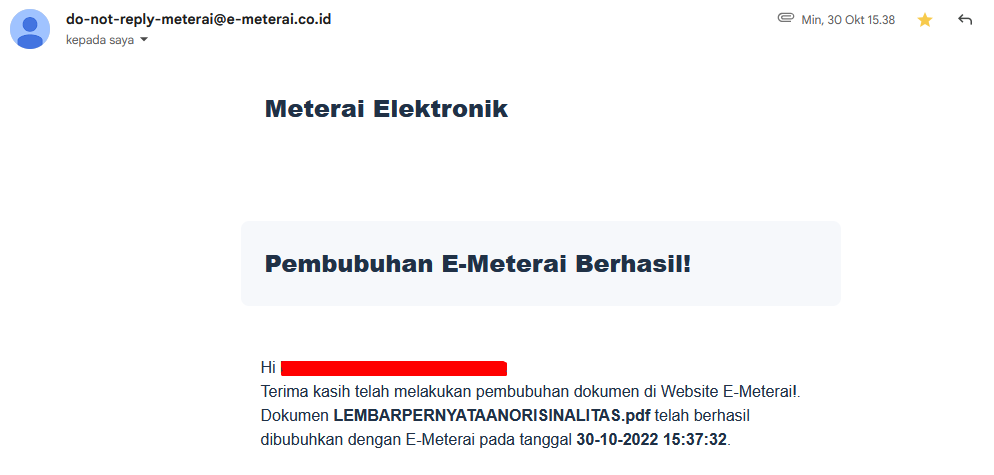 do-not-reply-meterai@e-meterai.co.id
Min, 30 Okt 15.38
kepada saya
Meterai Elektronik
Pembubuhan E-Meterai Berhasil!
Hi
Terima kasih telah melakukan pembubuhan dokumen di Website E-Meterai!.
Dokumen LEMBARPERNYATAANORISINALITAS.pdf telah berhasil
dibubuhkan dengan E-Meterai pada tanggal 30-10-2022 15:37:32.